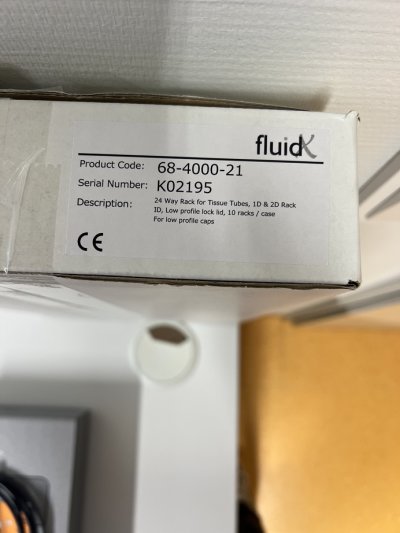 fluidX
Product Code: 68-4000-21
Serial Number: K02195
Description: 24 Way Rack for Tissue Tubes, 1D & 2D Rack
ID, Low profile lock lid, 10 racks / case
For low profile caps
CE